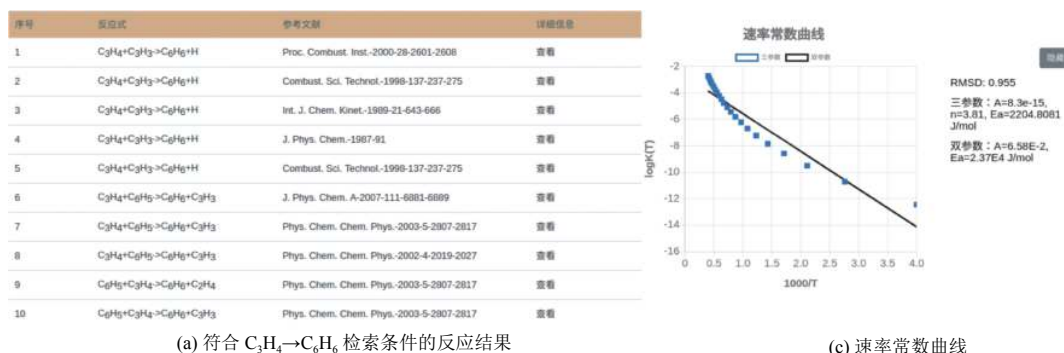 序号 反应式 参考文献 详细信息
1 C3H4+C3H3->C6H6+H Proc. Combust. Inst.-2000-28-2601-2608 查看
2 C3H4+C3H3->C6H6+H Combust. Sci. Technol.-1998-137-237-275 查看
3 C3H4+C3H3->C6H6+H Int. J. Chem. Kinet.-1989-21-643-666 查看
4 C3H4+C3H3->C6H6+H J. Phys. Chem.-1987-91 查看
5 C3H4+C3H3->C6H6+H Combust. Sci. Technol.-1998-137-237-275 查看
6 C3H4+C6H5->C6H6+C3H3 J. Phys. Chem. A-2007-111-6881-6889 查看
7 C3H4+C6H5->C6H6+C3H3 Phys. Chem. Chem. Phys.-2003-5-2807-2817 查看
8 C3H4+C6H5->C6H6+C3H3 Phys. Chem. Chem. Phys.-2002-4-2019-2027 查看
9 C6H5+C3H4->C6H6+C2H4 Phys. Chem. Chem. Phys.-2003-5-2807-2817 查看
10 C6H5+C3H4->C6H6+C3H3 Phys. Chem. Chem. Phys.-2003-5-2807-2817 查看
(a) 符合 C3H4→C6H6 检索条件的反应结果
速率常数曲线
三参数 双参数
隐藏
-2
-4
-6
-8
-10
-12
-14
-16
logK(T)
0 0.5 1.0 1.5 2.0 2.5 3.0 3.5 4.0
1000/T
RMSD: 0.955
三参数：A=8.3e-15,
n=3.81, Ea=2204.8081
J/mol
双参数：A=6.58E-2,
Ea=2.37E4 J/mol
(c) 速率常数曲线